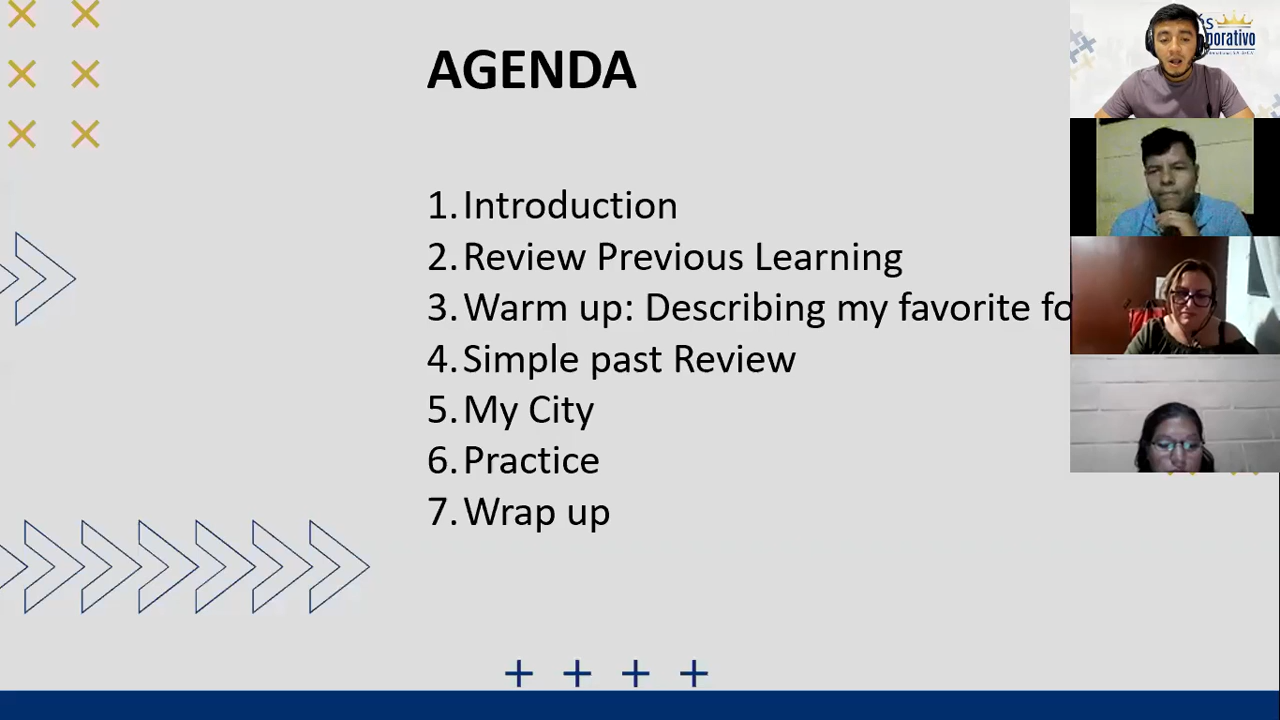 AGENDA
1. Introduction
2. Review Previous Learning
3. Warm up: Describing my favorite fo
4. Simple past Review
5. My City
6. Practice
7. Wrap up